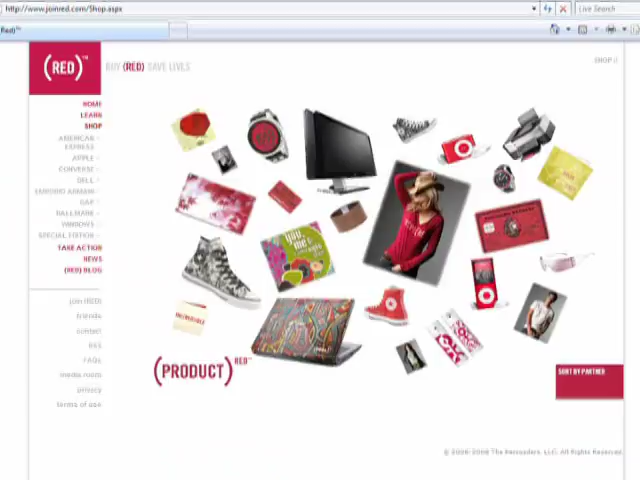 http://www.joinred.com/Shop.aspx
Live Search
(RED)™
BUY (RED) SAVE LIVES
SHOP //
HOME
LEARN
SHOP
AMERICAN EXPRESS
APPLE
CONVERSE
DELL
EMPORIO ARMANI
GAP
HALLMARK
WINDOWS
SPECIAL EDITION
TAKE ACTION
NEWS
(RED) BLOG
join (RED)
friends
contact
RSS
FAQs
media room
privacy
terms of use
you, me,
(PRODUCT)RED™
SORT BY PARTNER
© 2006-2008 The Persuaders, LLC. All Rights Reserved.